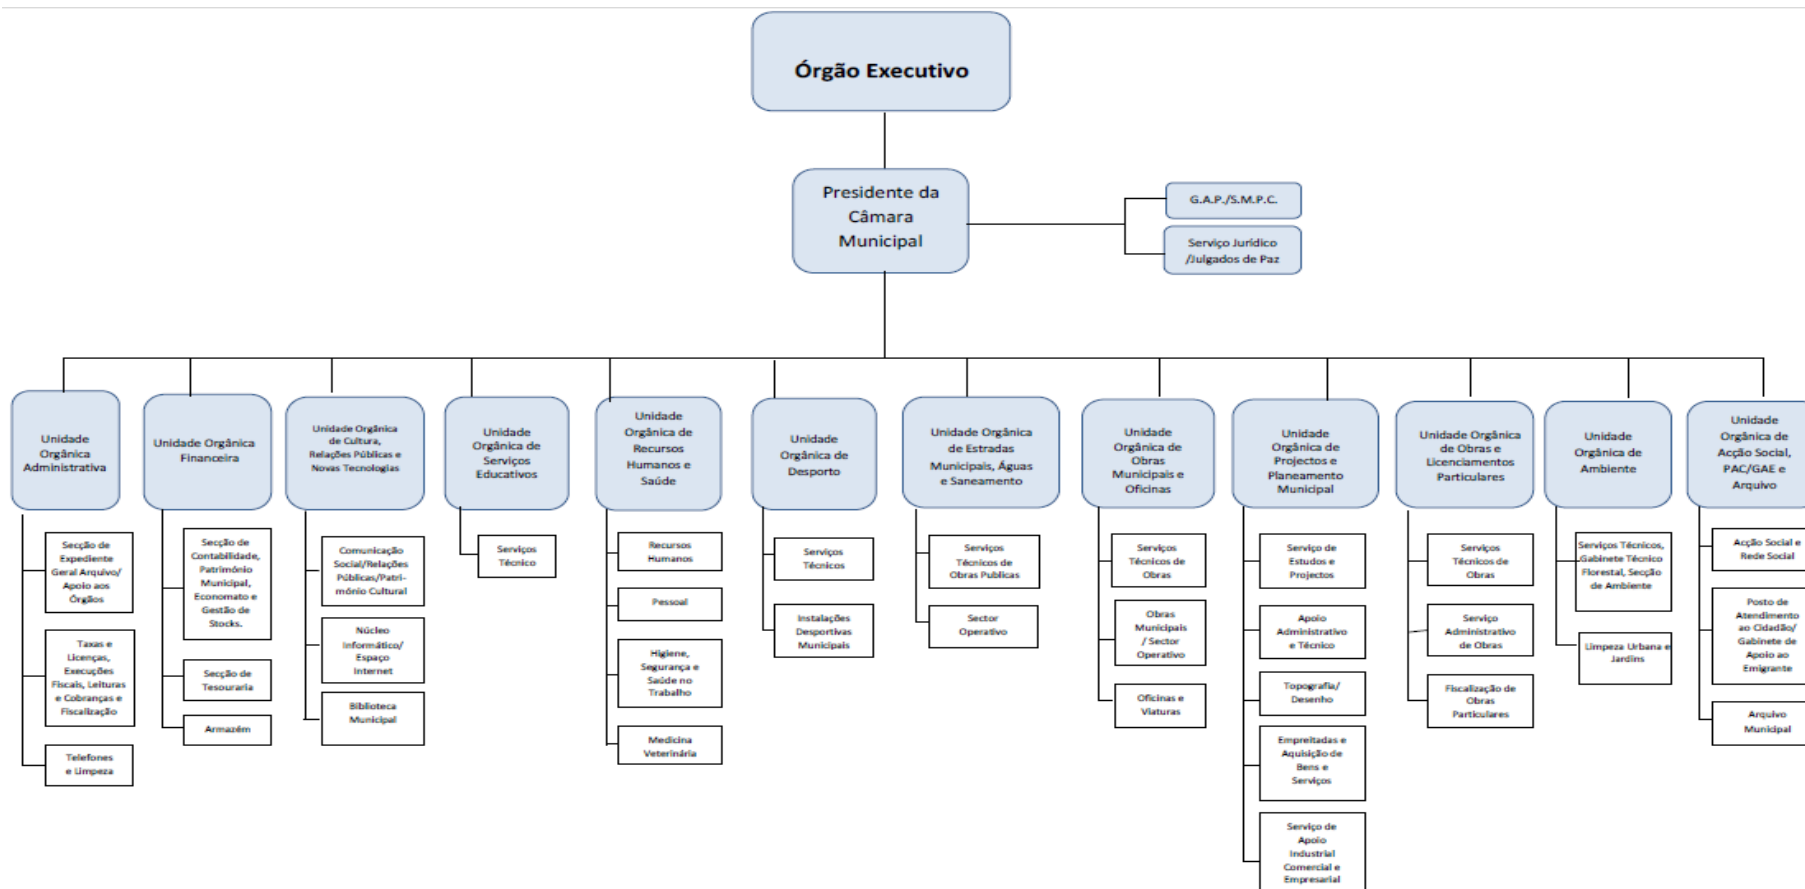 Órgão Executivo
Presidente da
Câmara
Municipal
G.A.P./S.M.P.C.
Serviço Jurídico
/Julgados de Paz
Unidade
Orgânica
Administrativa
Secção de
Expediente
Geral Arquivo/
Apoio aos
Órgãos
Taxas e
Licenças,
Execuções
Fiscais, Leituras
e Cobranças e
Fiscalização
Telefones
e Limpeza
Unidade Orgânica
Financeira
Secção de
Contabilidade,
Património
Municipal,
Economato e
Gestão de
Stocks.
Secção de
Tesouraria
Armazém
Unidade Orgânica
de Cultura,
Relações Públicas e
Novas Tecnologias
Comunicação
Social/Relações
Públicas/Patri-
mónio Cultural
Núcleo
Informático/
Espaço
Internet
Biblioteca
Municipal
Unidade
Orgânica de
Serviços
Educativos
Serviços
Técnico
Unidade
Orgânica de
Recursos
Humanos e
Saúde
Recursos
Humanos
Pessoal
Higiene,
Segurança e
Saúde no
Trabalho
Medicina
Veterinária
Unidade
Orgânica de
Desporto
Serviços
Técnicos
Instalações
Desportivas
Municipais
Unidade Orgânica
de Estradas
Municipais, Águas
e Saneamento
Serviços
Técnicos de
Obras Publicas
Sector
Operativo
Unidade
Orgânica de
Obras
Municipais e
Oficinas
Serviços
Técnicos de
Obras
Obras
Municipais
/ Sector
Operativo
Oficinas e
Viaturas
Unidade
Orgânica de
Projectos e
Planeamento
Municipal
Serviço de
Estudos e
Projectos
Apoio
Administrativo
e Técnico
Topografia/
Desenho
Empreitadas e
Aquisição de
Bens e
Serviços
Serviço de
Apoio
Industrial
Comercial e
Empresarial
Unidade Orgânica
de Obras e
Licenciamentos
Particulares
Serviços
Técnicos de
Obras
Serviço
Administrativo
de Obras
Fiscalização de
Obras
Particulares
Unidade
Orgânica de
Ambiente
Serviços Técnicos,
Gabinete Técnico
Florestal, Secção
de Ambiente
Limpeza Urbana e
Jardins
Unidade
Orgânica de
Acção Social,
PAC/GAE e
Arquivo
Acção Social e
Rede Social
Posto de
Atendimento
ao Cidadão/
Gabinete de
Apoio ao
Emigrante
Arquivo
Municipal